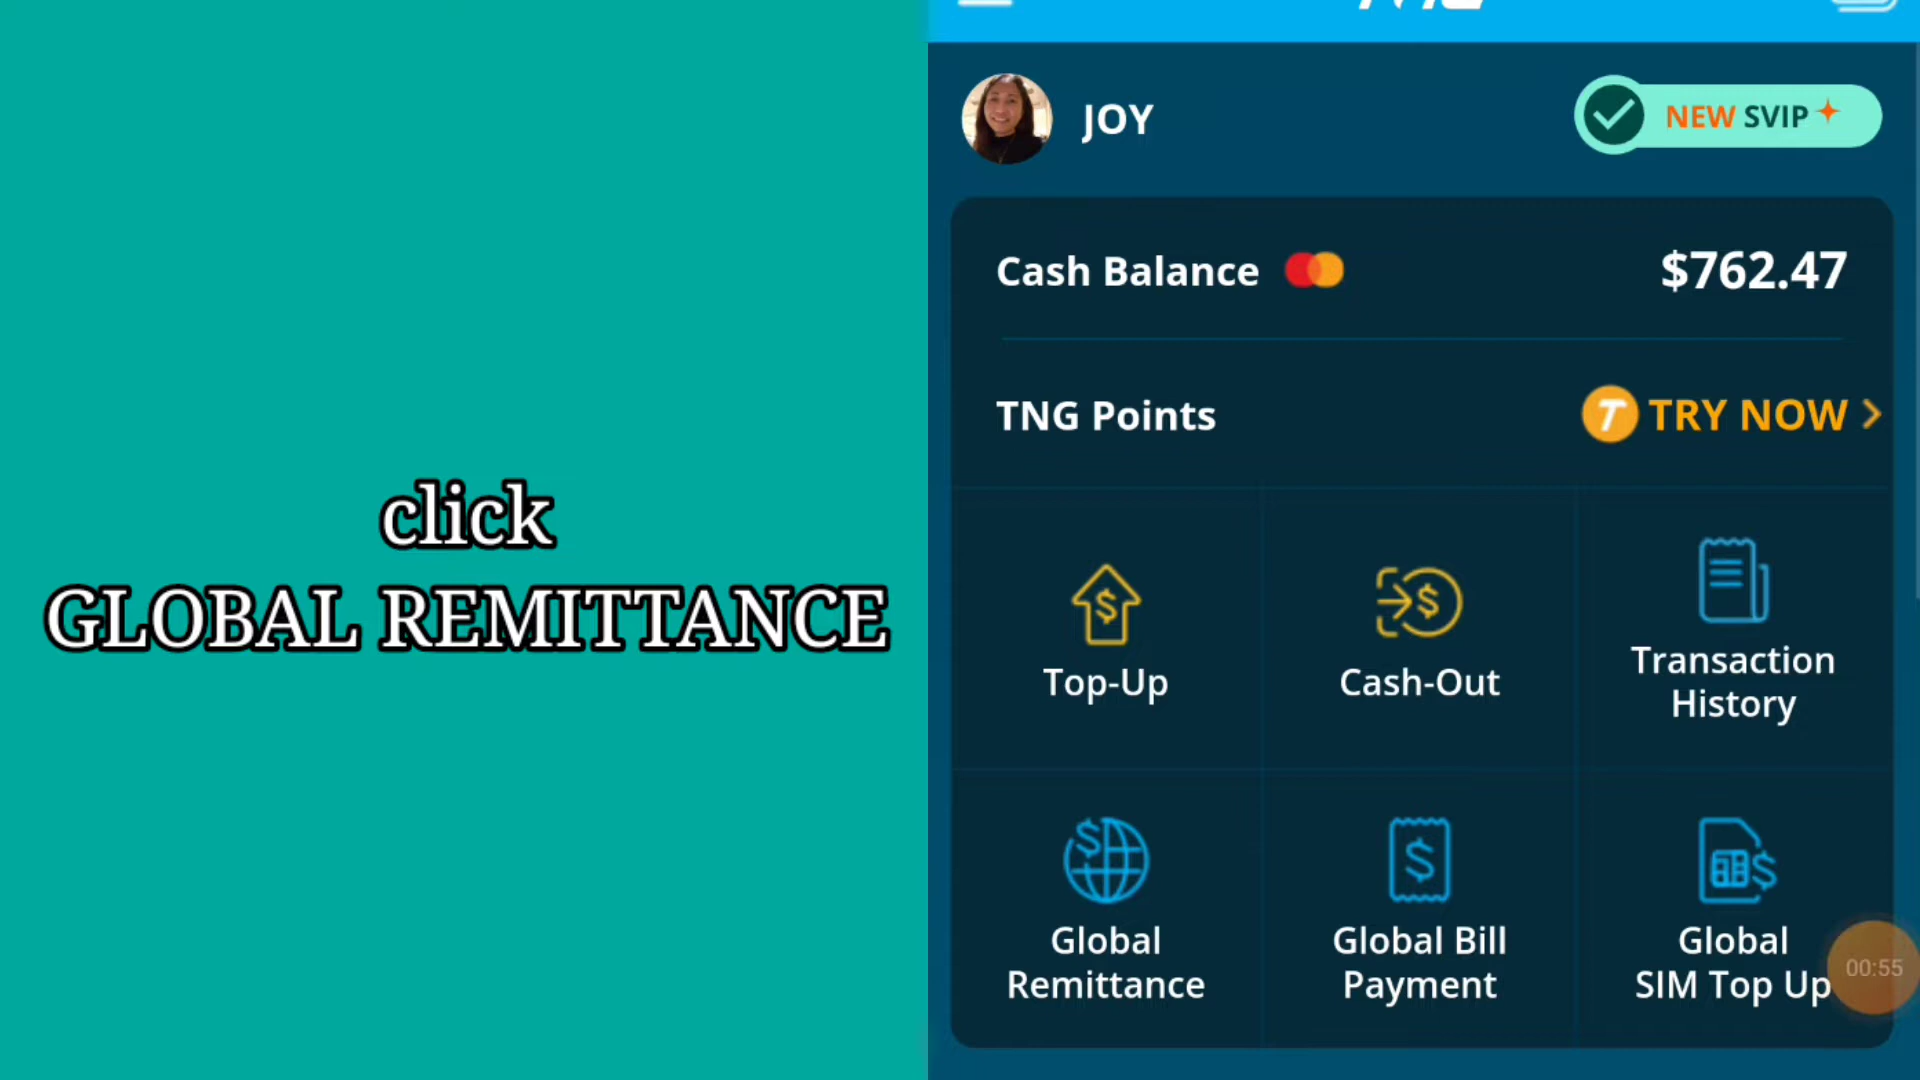 click
GLOBAL REMITTANCE
JOY
NEW SVIP
Cash Balance
$762.47
TNG Points
T TRY NOW
Top-Up
Cash-Out
Transaction
History
Global
Remittance
Global Bill
Payment
Global
SIM Top Up
00:55